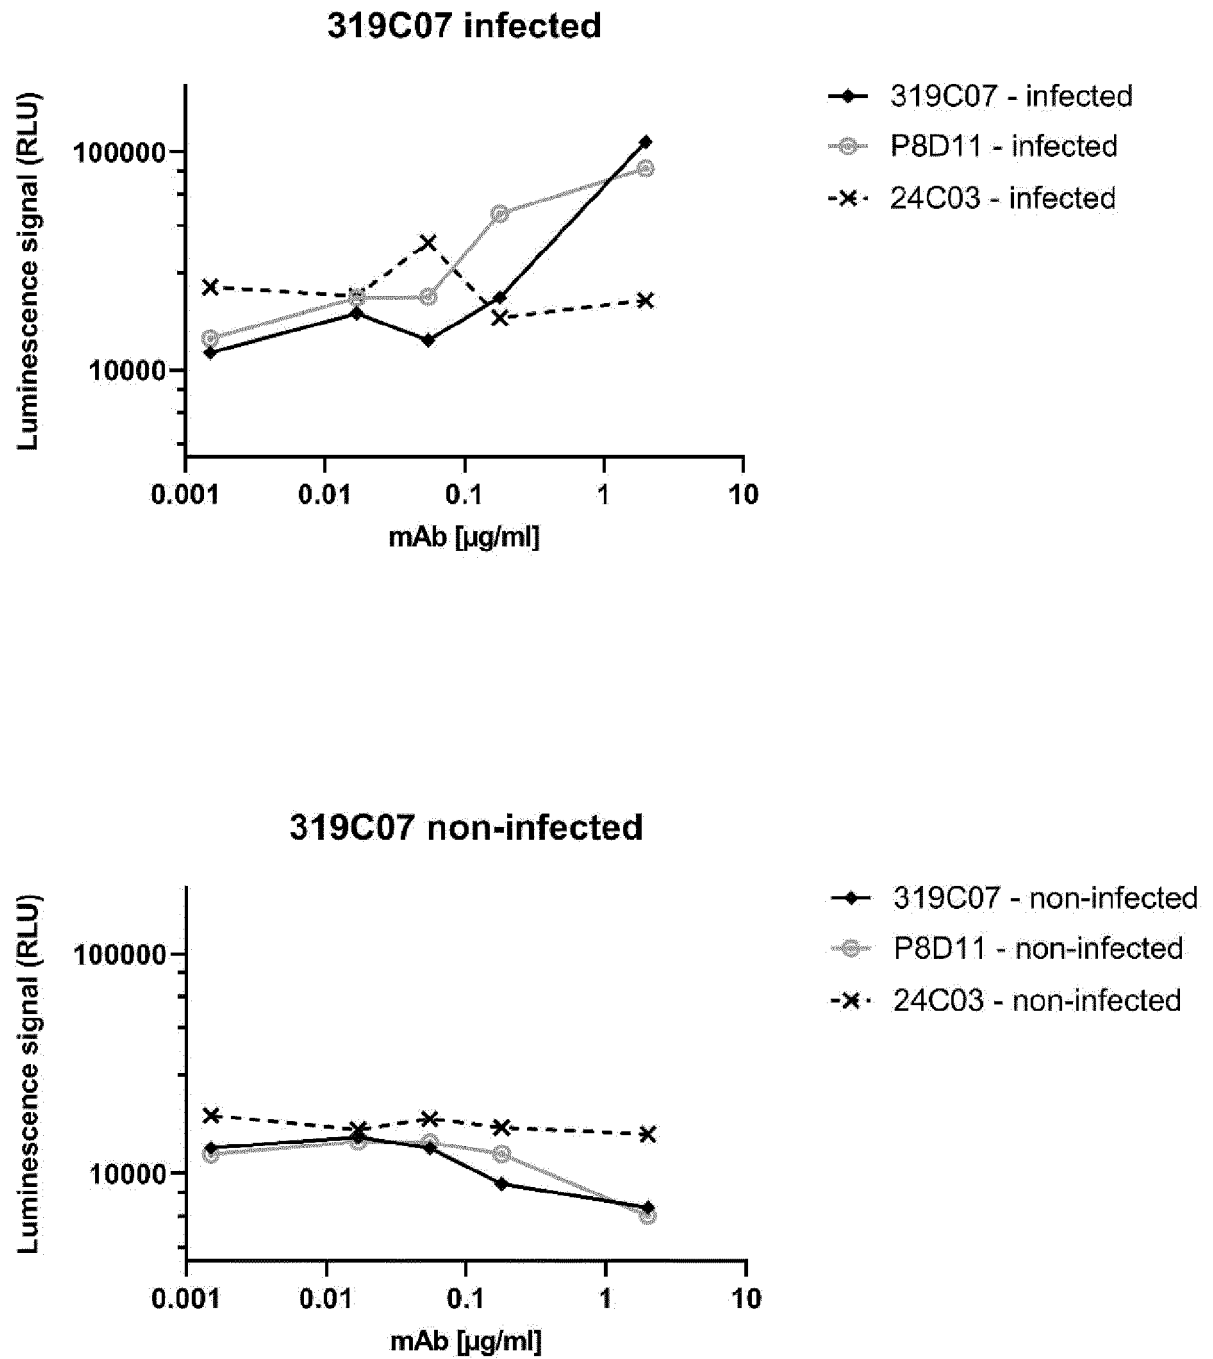 319C07 infected
Luminescence signal (RLU)
100000
10000
0.001 0.01 0.1 1 10
mAb [µg/ml]
319C07 - infected
P8D11 - infected
24C03 - infected
319C07 non-infected
Luminescence signal (RLU)
100000
10000
0.001 0.01 0.1 1 10
mAb [µg/ml]
319C07 - non-infected
P8D11 - non-infected
24C03 - non-infected